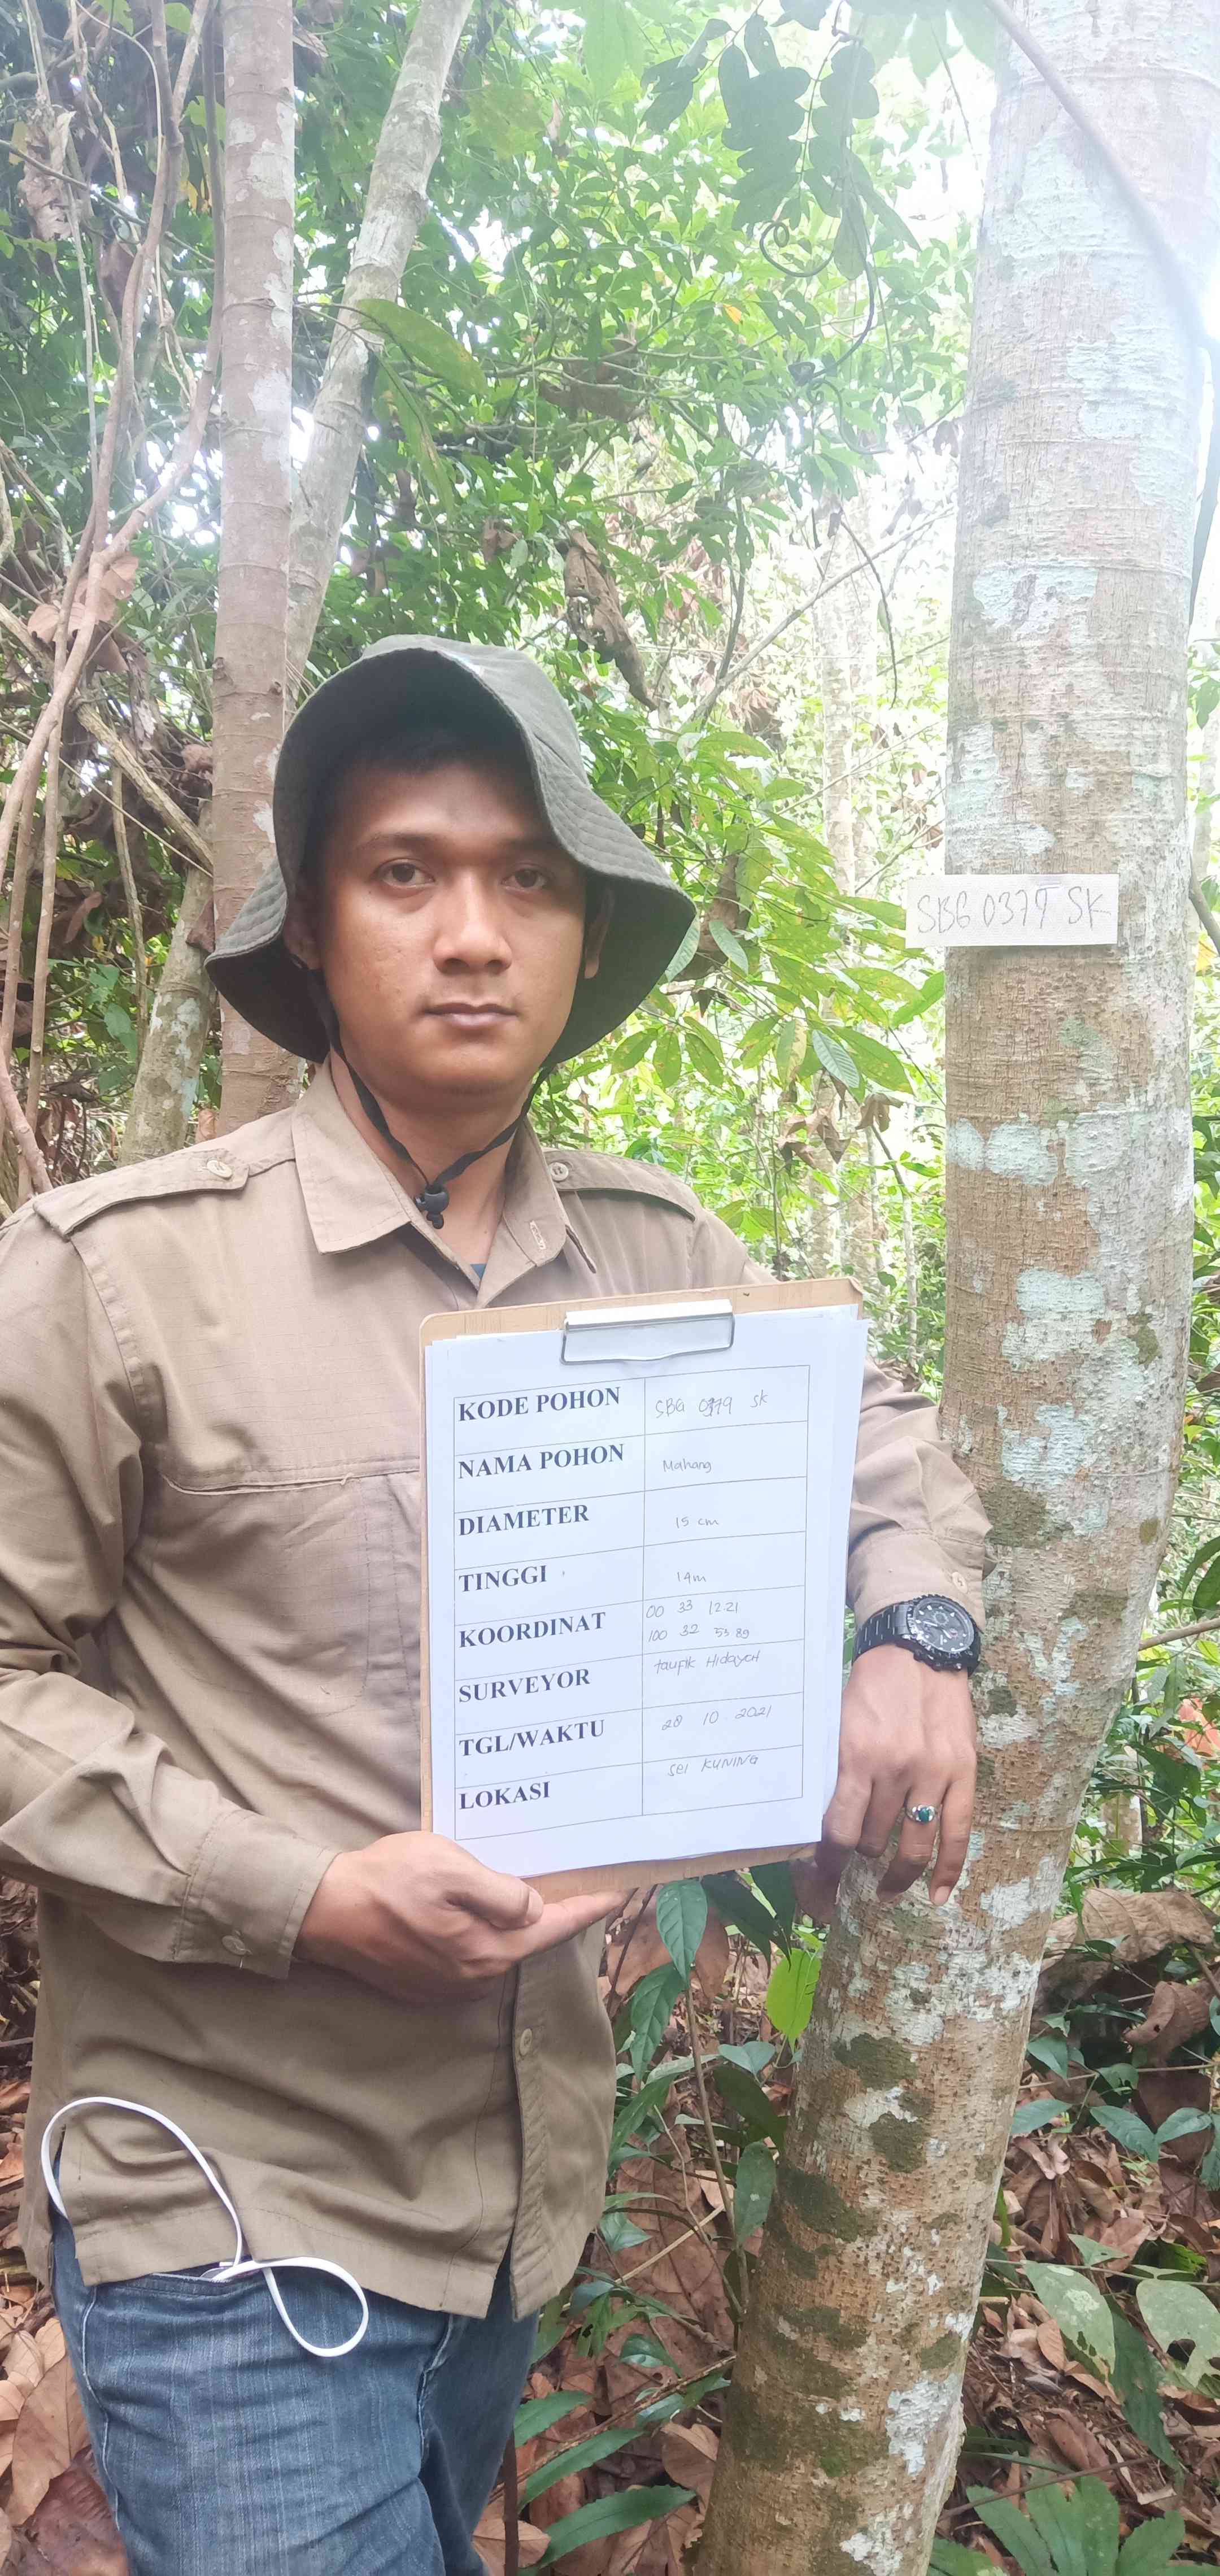 SBG 0379 SK
KODE POHON SBG 0379 SK
NAMA POHON Mahang
DIAMETER 15 cm
TINGGI 14m
KOORDINAT 00 33 12.21
100 32 53 89
SURVEYOR taufik Hidayat
TGL/WAKTU 28 10 2021
LOKASI SEI KUNING